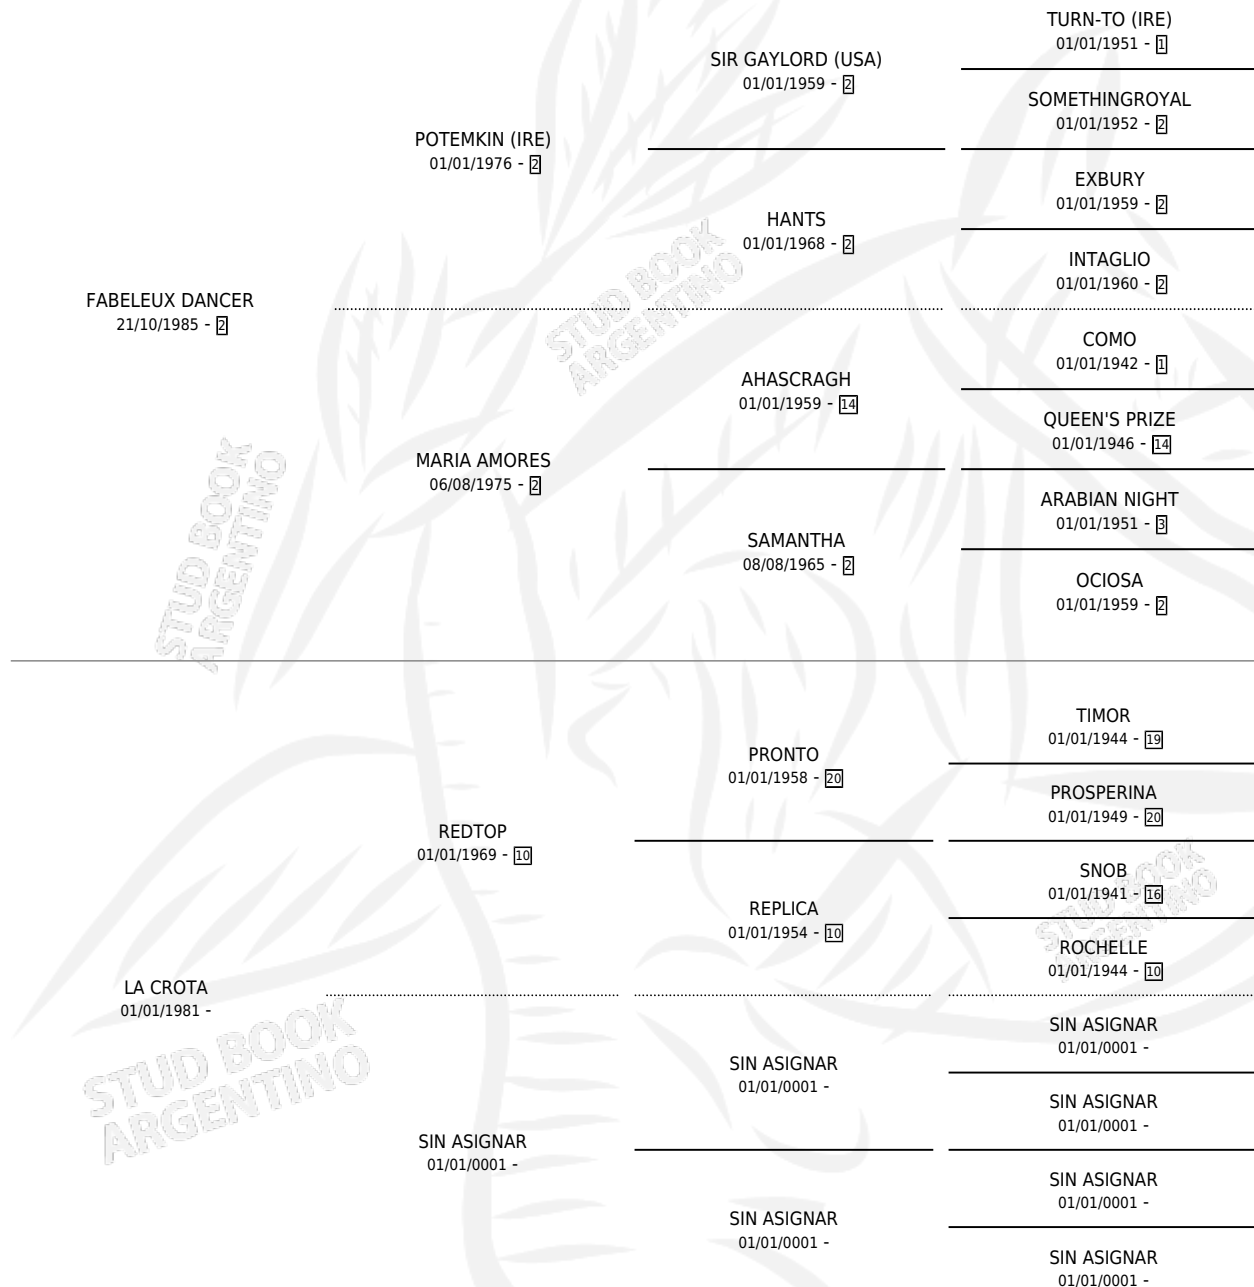 TURN-TO (IRE)
01/01/1951 - 1
SIR GAYLORD (USA)
01/01/1959 - 2
SOMETHINGROYAL
01/01/1952 - 2
POTEMKIN (IRE)
01/01/1976 - 2
EXBURY
01/01/1959 - 2
HANTS
01/01/1968 - 2
INTAGLIO
01/01/1960 - 2
FABELEUX DANCER
21/10/1985 - 2
COMO
01/01/1942 - 1
AHASCRAGH
01/01/1959 - 14
QUEEN'S PRIZE
01/01/1946 - 14
MARIA AMORES
06/08/1975 - 2
ARABIAN NIGHT
01/01/1951 - 3
SAMANTHA
08/08/1965 - 2
OCIOSA
01/01/1959 - 2
TIMOR
01/01/1944 - 19
PRONTO
01/01/1958 - 20
PROSPERINA
01/01/1949 - 20
REDTOP
01/01/1969 - 10
SNOB
01/01/1941 - 16
REPLICA
01/01/1954 - 10
ROCHELLE
01/01/1944 - 10
LA CROTA
01/01/1981 -
SIN ASIGNAR
01/01/0001 -
SIN ASIGNAR
01/01/0001 -
SIN ASIGNAR
01/01/0001 -
SIN ASIGNAR
01/01/0001 -
SIN ASIGNAR
01/01/0001 -
SIN ASIGNAR
01/01/0001 -
SIN ASIGNAR
01/01/0001 -
STUD BOOK
ARGENTINO
STUD BOOK
ARGENTINO
STUD BOOK
ARGENTINO
STUD BOOK
ARGENTINO